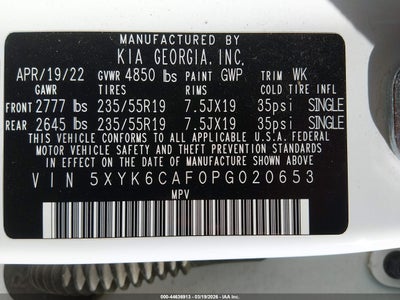 MANUFACTURED BY
KIA GEORGIA, INC.
APR/19/22 GVWR 4850 lbs PAINT GWP TRIM WK
GAWR TIRES RIMS COLD TIRE INFL
FRONT 2777 lbs 235/55R19 7.5JX19 35psi SINGLE
REAR 2645 lbs 235/55R19 7.5JX19 35psi SINGLE
THIS VEHICLE CONFORMS TO ALL APPLICABLE U.S.A. FEDERAL
MOTOR VEHICLE SAFETY AND THEFT PREVENTION STANDARDS IN
EFFECT ON THE DATE OF MANUFACTURE SHOWN ABOVE.
VIN 5XYK6CAF0PG020653
MPV
000-44636913 - 03/19/2026 - IAA Inc.